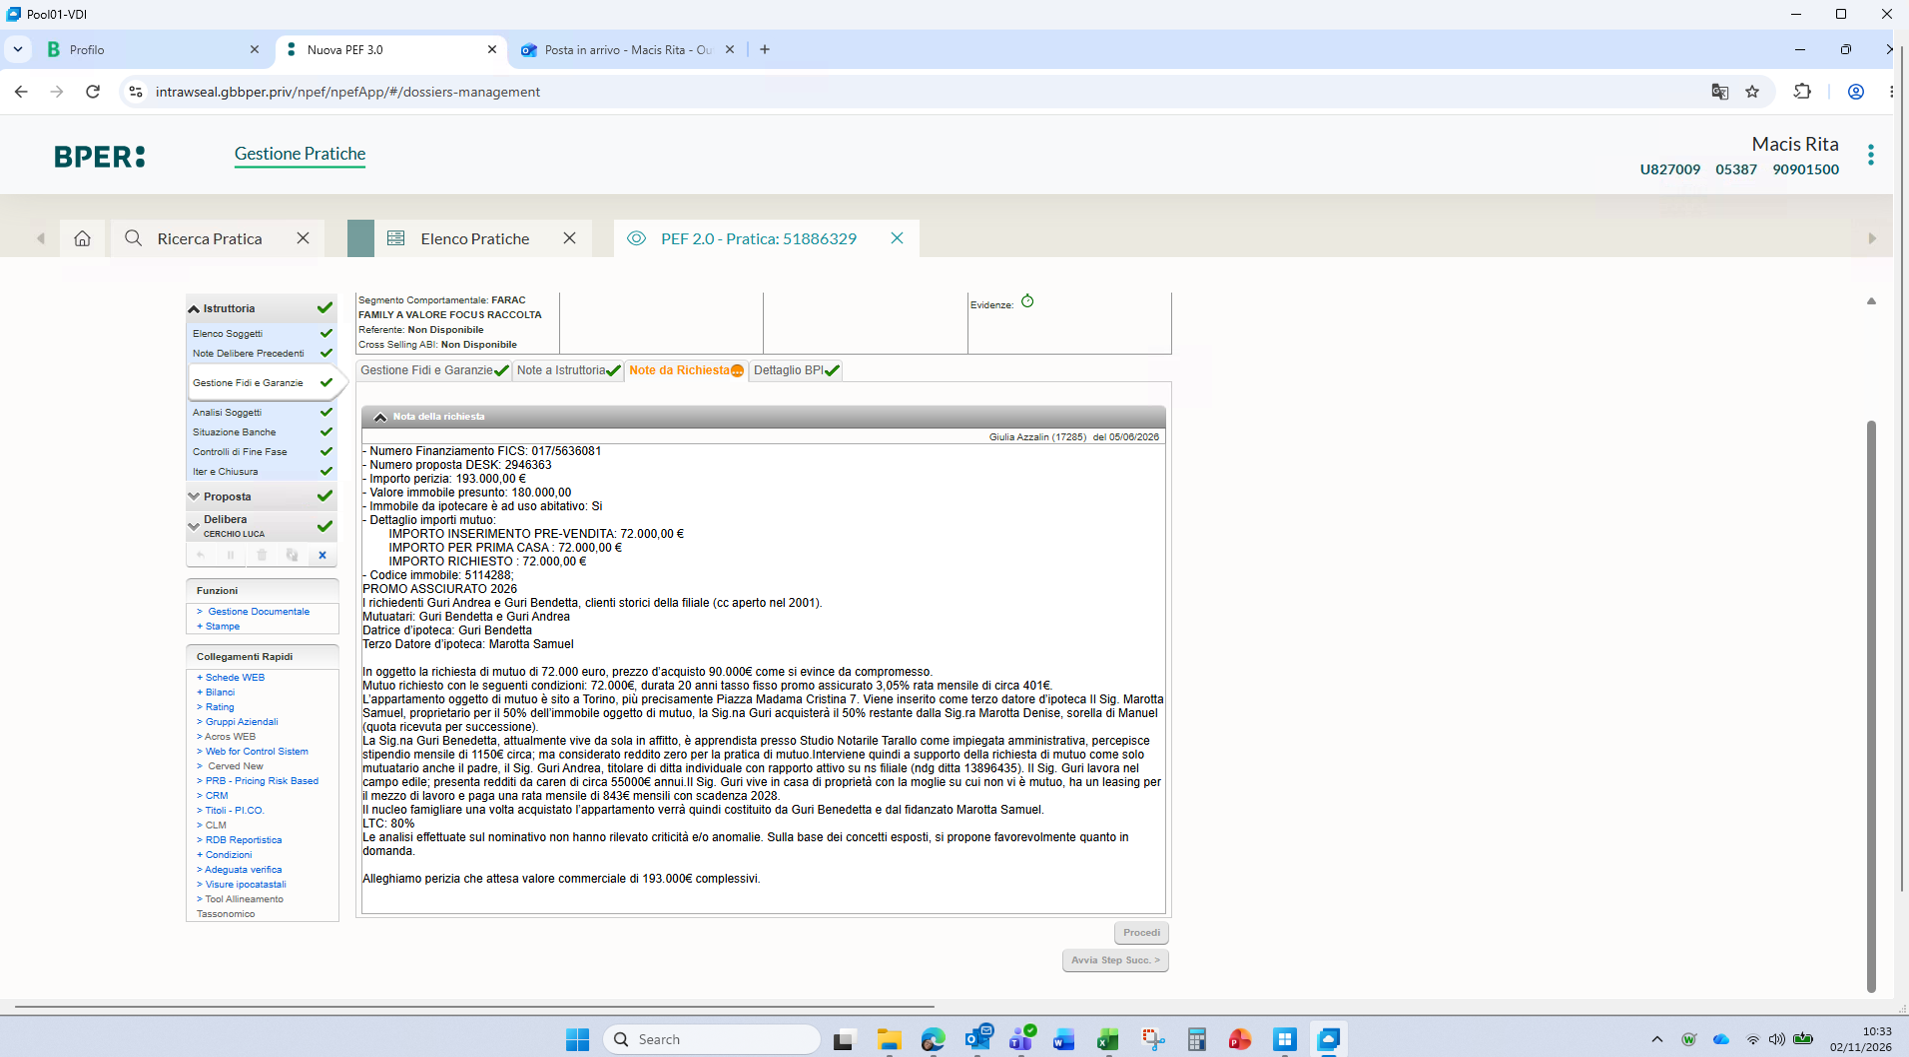 Pool01-VDI
Profilo
Nuova PEF 3.0
Posta in arrivo - Macis Rita - Ou
intrawseal.gbbper.priv/npef/npefApp/#/dossiers-management
BPER:
Gestione Pratiche
Macis Rita
U827009 05387 90901500
Ricerca Pratica
Elenco Pratiche
PEF 2.0 - Pratica: 51886329
Istruttoria
Elenco Soggetti
Note Delibere Precedenti
Gestione Fidi e Garanzie
Analisi Soggetti
Situazione Banche
Controlli di Fine Fase
Iter e Chiusura
Proposta
Delibera
CERCHIO LUCA
Funzioni
> Gestione Documentale
+ Stampe
Collegamenti Rapidi
+ Schede WEB
+ Bilanci
> Rating
> Gruppi Aziendali
> Acros WEB
> Web for Control Sistem
> Cerved New
> PRB - Pricing Risk Based
> CRM
> Titoli - PI.CO.
> CLM
> RDB Reportistica
+ Condizioni
> Adeguata verifica
> Visure ipocatastali
> Tool Allineamento
Tassonomico
Segmento Comportamentale: FARAC
FAMILY A VALORE FOCUS RACCOLTA
Referente: Non Disponibile
Cross Selling ABI: Non Disponibile
Evidenze:
Gestione Fidi e Garanzie
Note a Istruttoria
Note da Richiesta
Dettaglio BPI
Nota della richiesta
Giulia Azzalin (17285) del 05/06/2026
- Numero Finanziamento FICS: 017/5636081
- Numero proposta DESK: 2946363
- Importo perizia: 193.000,00 €
- Valore immobile presunto: 180.000,00
- Immobile da ipotecare è ad uso abitativo: Si
- Dettaglio importi mutuo:
IMPORTO INSERIMENTO PRE-VENDITA: 72.000,00 €
IMPORTO PER PRIMA CASA : 72.000,00 €
IMPORTO RICHIESTO : 72.000,00 €
- Codice immobile: 5114288;
PROMO ASSCIURATO 2026
I richiedenti Guri Andrea e Guri Bendetta, clienti storici della filiale (cc aperto nel 2001).
Mutuatari: Guri Bendetta e Guri Andrea
Datrice d'ipoteca: Guri Bendetta
Terzo Datore d'ipoteca: Marotta Samuel
In oggetto la richiesta di mutuo di 72.000 euro, prezzo d'acquisto 90.000€ come si evince da compromesso.
Mutuo richiesto con le seguenti condizioni: 72.000€, durata 20 anni tasso fisso promo assicurato 3,05% rata mensile di circa 401€.
L'appartamento oggetto di mutuo è sito a Torino, più precisamente Piazza Madama Cristina 7. Viene inserito come terzo datore d'ipoteca Il Sig. Marotta
Samuel, proprietario per il 50% dell'immobile oggetto di mutuo, la Sig.na Guri acquisterà il 50% restante dalla Sig.ra Marotta Denise, sorella di Manuel
(quota ricevuta per successione).
La Sig.na Guri Benedetta, attualmente vive da sola in affitto, è apprendista presso Studio Notarile Tarallo come impiegata amministrativa, percepisce
stipendio mensile di 1150€ circa; ma considerato reddito zero per la pratica di mutuo.Interviene quindi a supporto della richiesta di mutuo come solo
mutuatario anche il padre, il Sig. Guri Andrea, titolare di ditta individuale con rapporto attivo su ns filiale (ndg ditta 13896435). Il Sig. Guri lavora nel
campo edile; presenta redditi da caren di circa 55000€ annui.Il Sig. Guri vive in casa di proprietà con la moglie su cui non vi è mutuo, ha un leasing per
il mezzo di lavoro e paga una rata mensile di 843€ mensili con scadenza 2028.
Il nucleo famigliare una volta acquistato l'appartamento verrà quindi costituito da Guri Benedetta e dal fidanzato Marotta Samuel.
LTC: 80%
Le analisi effettuate sul nominativo non hanno rilevato criticità e/o anomalie. Sulla base dei concetti esposti, si propone favorevolmente quanto in
domanda.
Alleghiamo perizia che attesa valore commerciale di 193.000€ complessivi.
Procedi
Avvia Step Succ. >
Search
10:33
02/11/2026